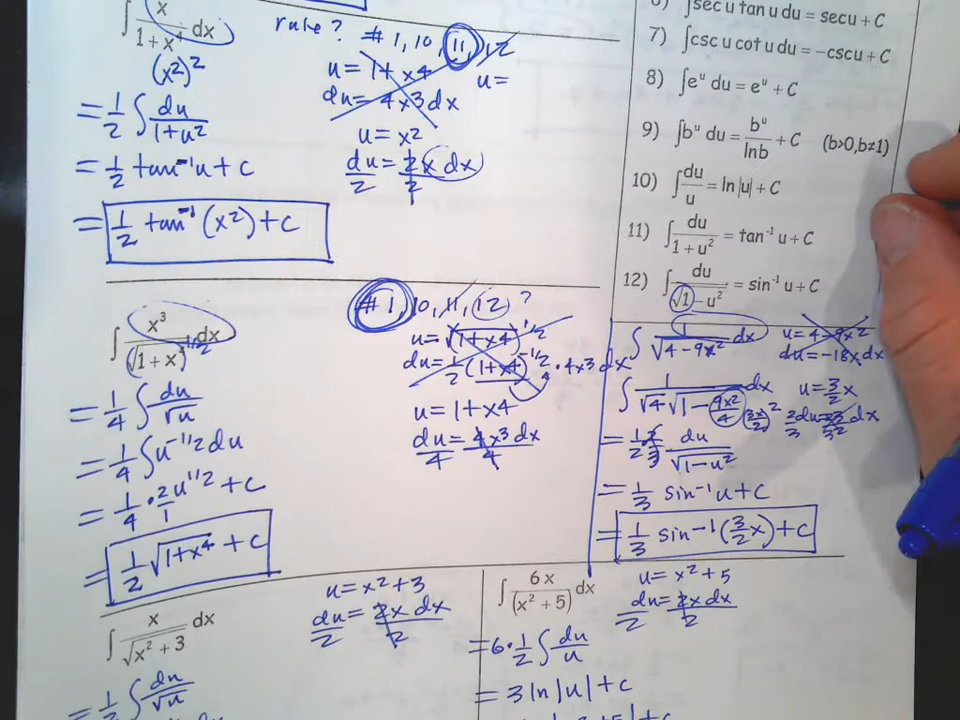 ∫ x/(1+x⁴) dx
rule? #1, 10, 11, 12
(x²)²
u = 1+x4
du = 4x3dx
u =
u = x²
du/2 = 2x dx/2
= 1/2 ∫ du/(1+u²)
= 1/2 tan⁻¹u + c
= 1/2 tan⁻¹(x²) + c
∫sec u tan u du = secu + C
7) ∫csc u cot u du = −cscu + C
8) ∫eᵘ du = eᵘ + C
9) ∫bᵘ du = bᵘ/lnb + C (b>0,b≠1)
10) ∫ du/u = ln|u| + C
11) ∫ du/(1+u²) = tan⁻¹ u + C
12) ∫ du/√(1−u²) = sin⁻¹ u + C
∫ x³/√(1+x⁴) dx
#1, 10, 11, 12 ?
u = √(1+x4) 1/2
du = 1/2 (1+x4)^−1/2 · 4x3 dx
u = 1+x4
du/4 = 4x3 dx/4
= 1/4 ∫ du/√u
= 1/4 ∫u^−1/2 du
= 1/4 · 2/1 u^1/2 + c
= 1/2 √(1+x⁴) + c
∫ 1/√(4−9x²) dx
u = 4−9x²
du = −18x dx
∫ 1/(√4 √(1−9x²/4)) dx
(3x/2)²
u = 3/2 x
2/3 du = 3/2 dx
= 1/2 · 2/3 ∫ du/√(1−u²)
= 1/3 sin⁻¹u + c
= 1/3 sin−1(3/2 x) + c
∫ x/√(x²+3) dx
u = x²+3
du/2 = 2x dx/2
= 1/2 ∫ du/√u
∫ 6x/(x²+5) dx
u = x²+5
du/2 = 2x dx/2
= 6 · 1/2 ∫ du/u
= 3 ln|u| + c